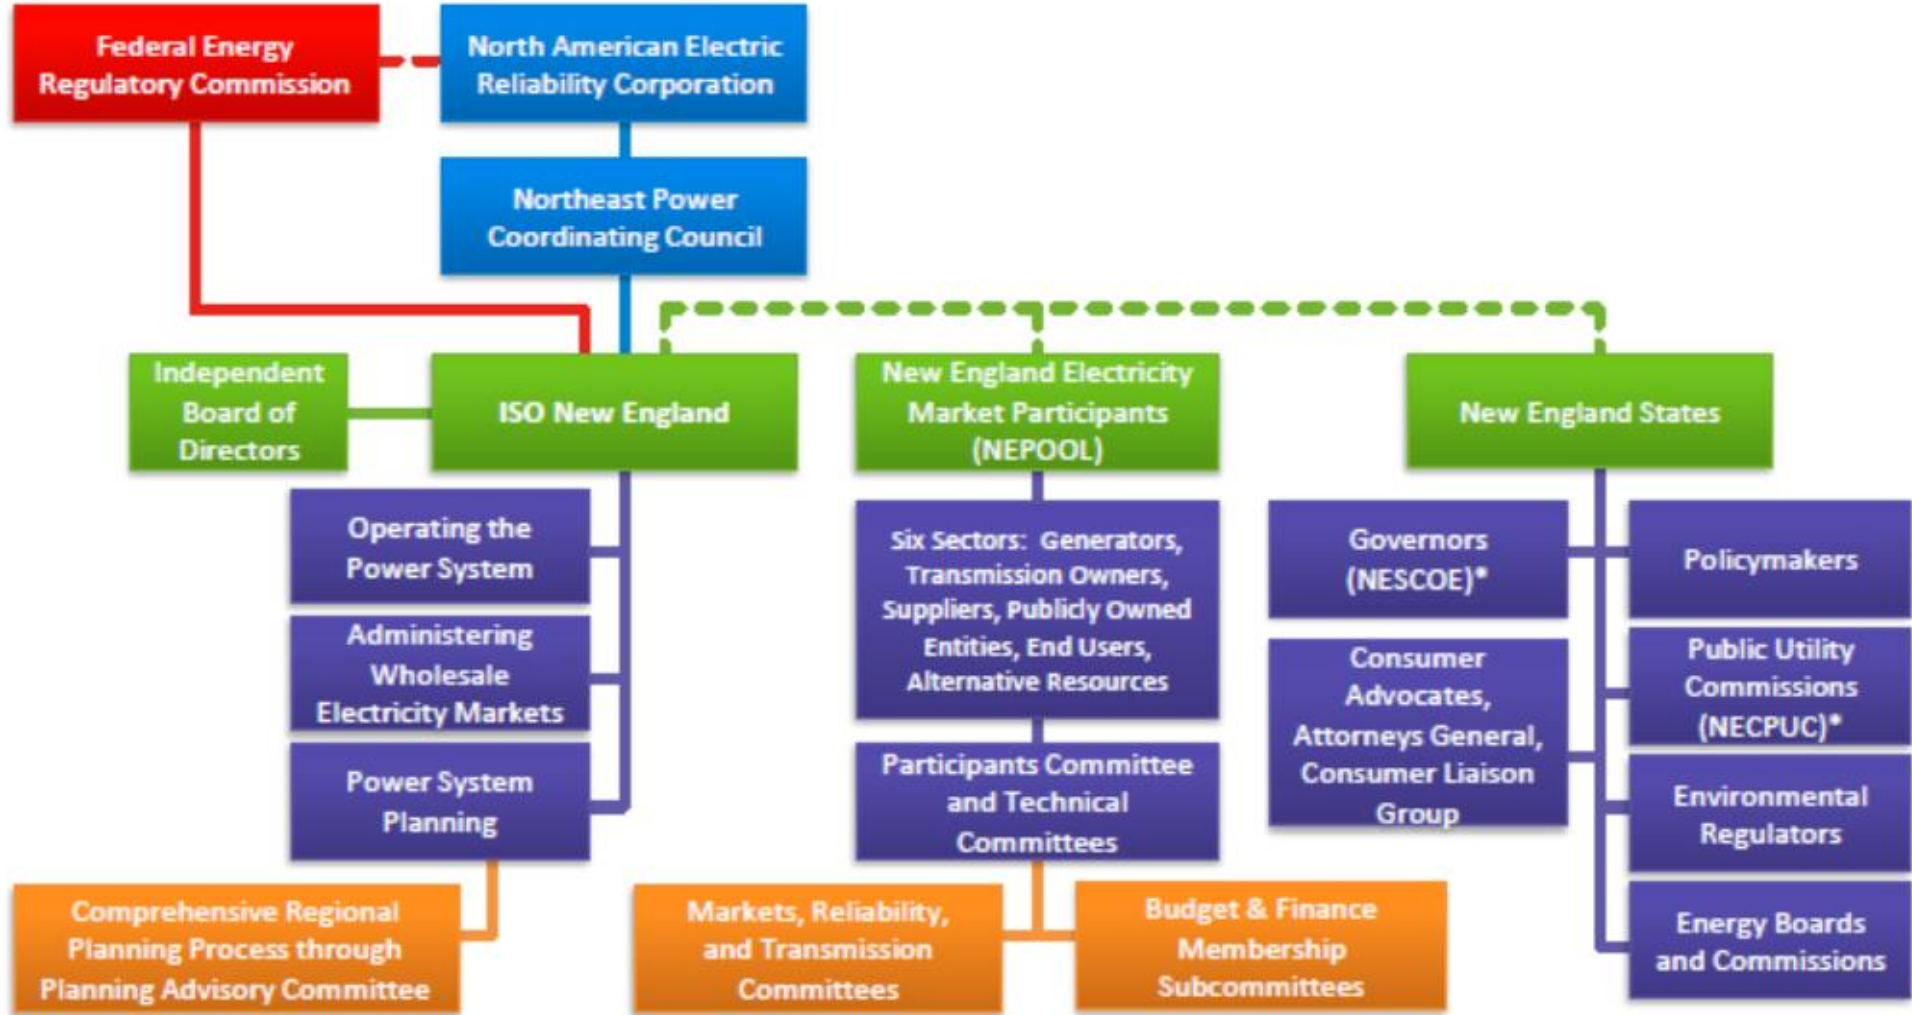 Federal Energy
Regulatory Commission
North American Electric
Reliability Corporation
Northeast Power
Coordinating Council
Independent
Board of
Directors
ISO New England
New England Electricity
Market Participants
(NEPOOL)
New England States
Operating the
Power System
Administering
Wholesale
Electricity Markets
Power System
Planning
Comprehensive Regional
Planning Process through
Planning Advisory Committee
Six Sectors: Generators,
Transmission Owners,
Suppliers, Publicly Owned
Entities, End Users,
Alternative Resources
Participants Committee
and Technical
Committees
Markets, Reliability,
and Transmission
Committees
Budget & Finance
Membership
Subcommittees
Governors
(NESCOE)*
Consumer
Advocates,
Attorneys General,
Consumer Liaison
Group
Policymakers
Public Utility
Commissions
(NECPUC)*
Environmental
Regulators
Energy Boards
and Commissions